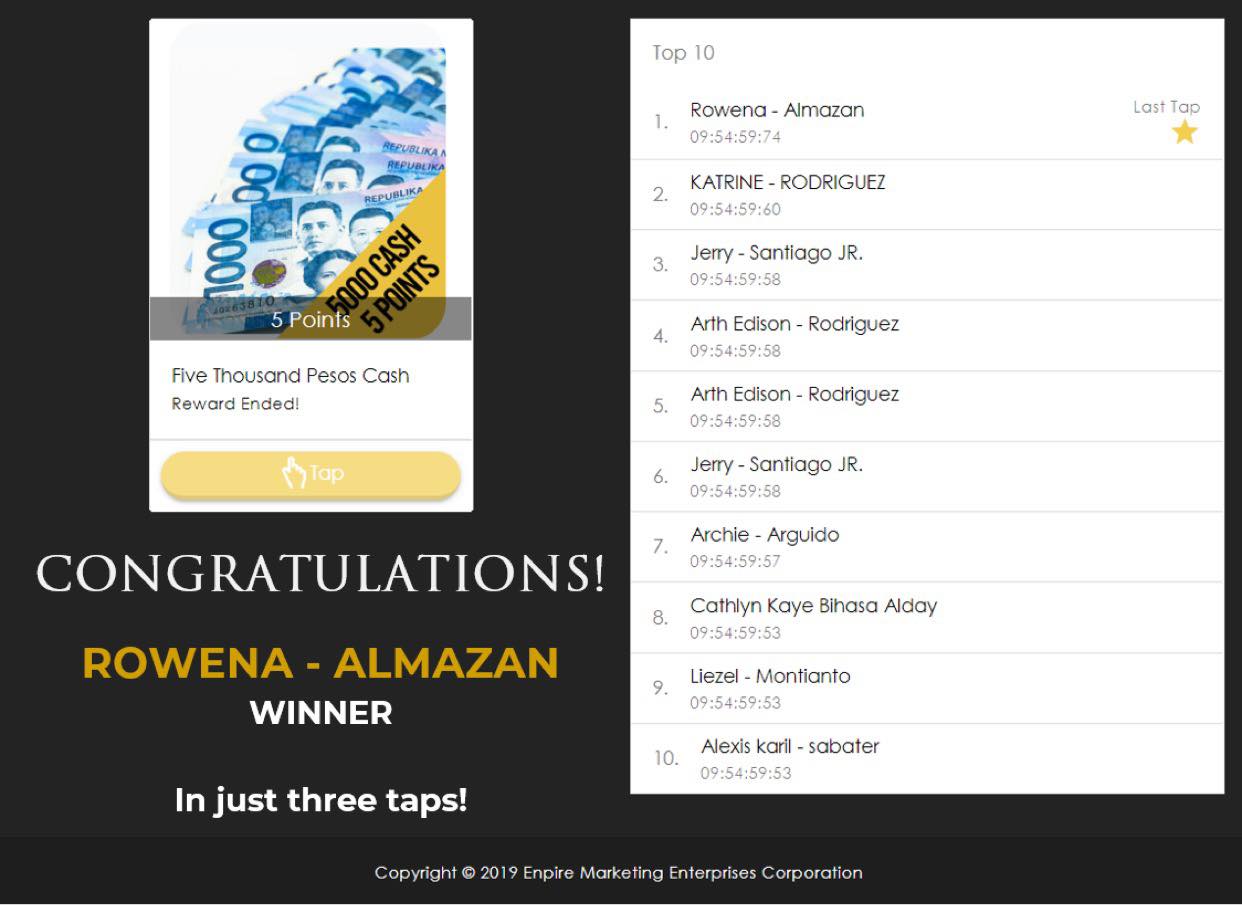 1000
REPUBLIKA N
REPUBLIKA
REPUBLIKA
5000 CASH
5 POINTS
5 Points
Five Thousand Pesos Cash
Reward Ended!
Tap
CONGRATULATIONS!
ROWENA - ALMAZAN
WINNER
In just three taps!
Top 10
1. Rowena - Almazan
09:54:59:74
Last Tap
2. KATRINE - RODRIGUEZ
09:54:59:60
3. Jerry - Santiago JR.
09:54:59:58
4. Arth Edison - Rodriguez
09:54:59:58
5. Arth Edison - Rodriguez
09:54:59:58
6. Jerry - Santiago JR.
09:54:59:58
7. Archie - Arguido
09:54:59:57
8. Cathlyn Kaye Bihasa Alday
09:54:59:53
9. Liezel - Montianto
09:54:59:53
10. Alexis karil - sabater
09:54:59:53
Copyright © 2019 Enpire Marketing Enterprises Corporation